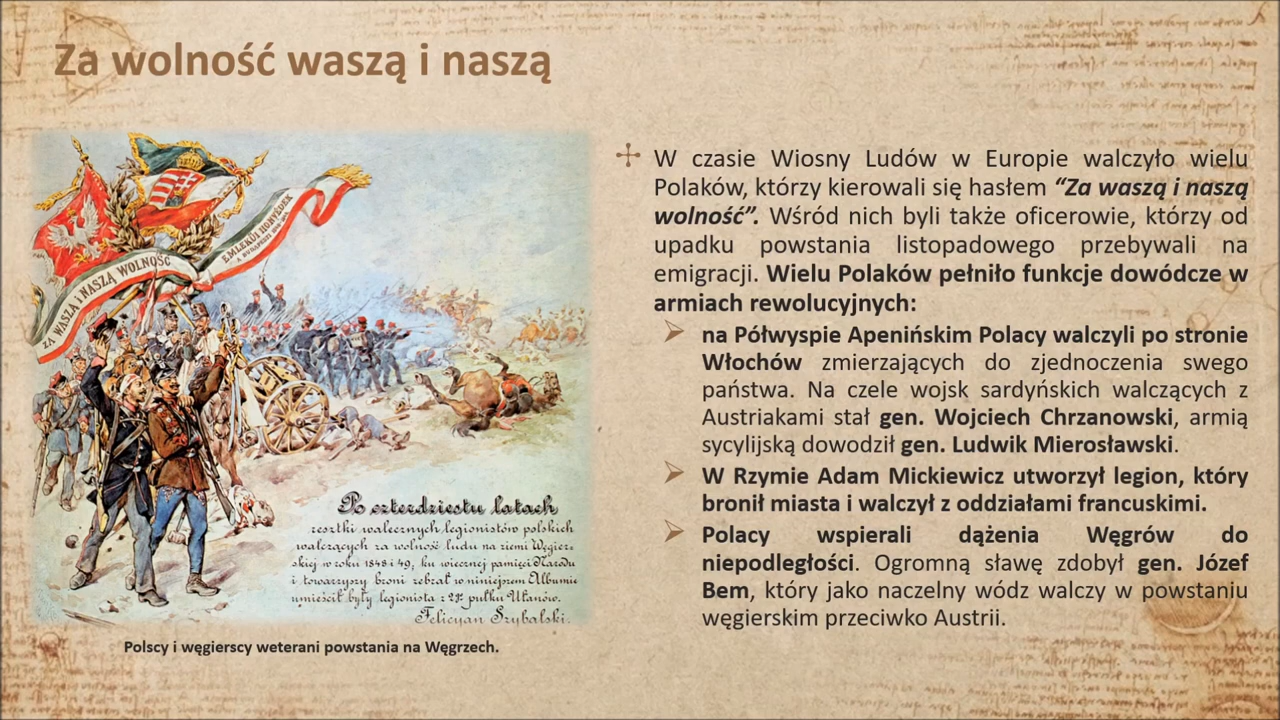 Za wolność waszą i naszą
ZA WASZĄ i NASZĄ WOLNOŚĆ
EMLÉKÜL HONVÉDEK
Po czterdziestu latach
resztki walecznych legionistów polskich
walczących za wolność ludu na ziemi Węgier-
skiej w roku 1848 i 49, ku wiecznej pamięci Narodu
i towarzyszy broni zebrał w niniejszem Albumie
umieścił były legionista z 2go pułku Ułanów.
Felicyan Szybalski.
Polscy i węgierscy weterani powstania na Węgrzech.
W czasie Wiosny Ludów w Europie walczyło wielu
Polaków, którzy kierowali się hasłem “Za waszą i naszą
wolność”. Wśród nich byli także oficerowie, którzy od
upadku powstania listopadowego przebywali na
emigracji. Wielu Polaków pełniło funkcje dowódcze w
armiach rewolucyjnych:
na Półwyspie Apenińskim Polacy walczyli po stronie
Włochów zmierzających do zjednoczenia swego
państwa. Na czele wojsk sardyńskich walczących z
Austriakami stał gen. Wojciech Chrzanowski, armią
sycylijską dowodził gen. Ludwik Mierosławski.
W Rzymie Adam Mickiewicz utworzył legion, który
bronił miasta i walczył z oddziałami francuskimi.
Polacy wspierali dążenia Węgrów do
niepodległości. Ogromną sławę zdobył gen. Józef
Bem, który jako naczelny wódz walczy w powstaniu
węgierskim przeciwko Austrii.